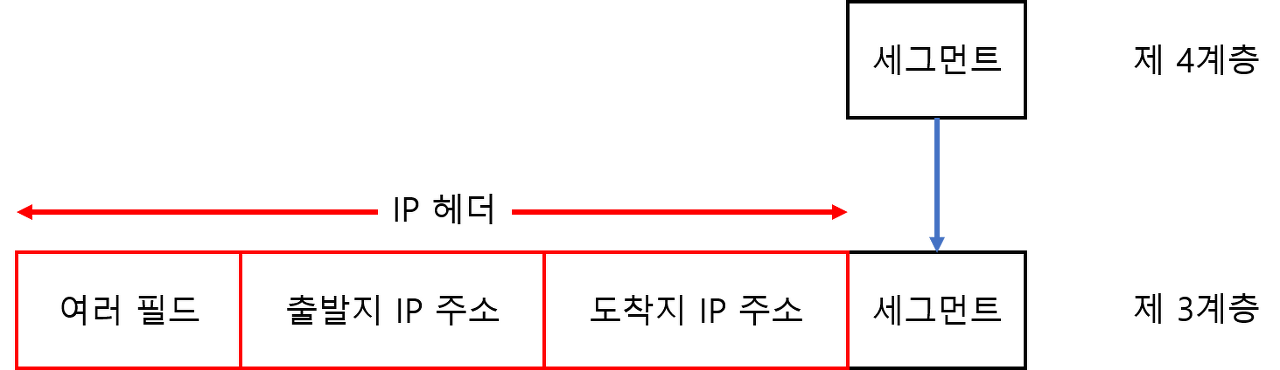 세그먼트
제 4계층
IP 헤더
여러 필드
출발지 IP 주소
도착지 IP 주소
세그먼트
제 3계층